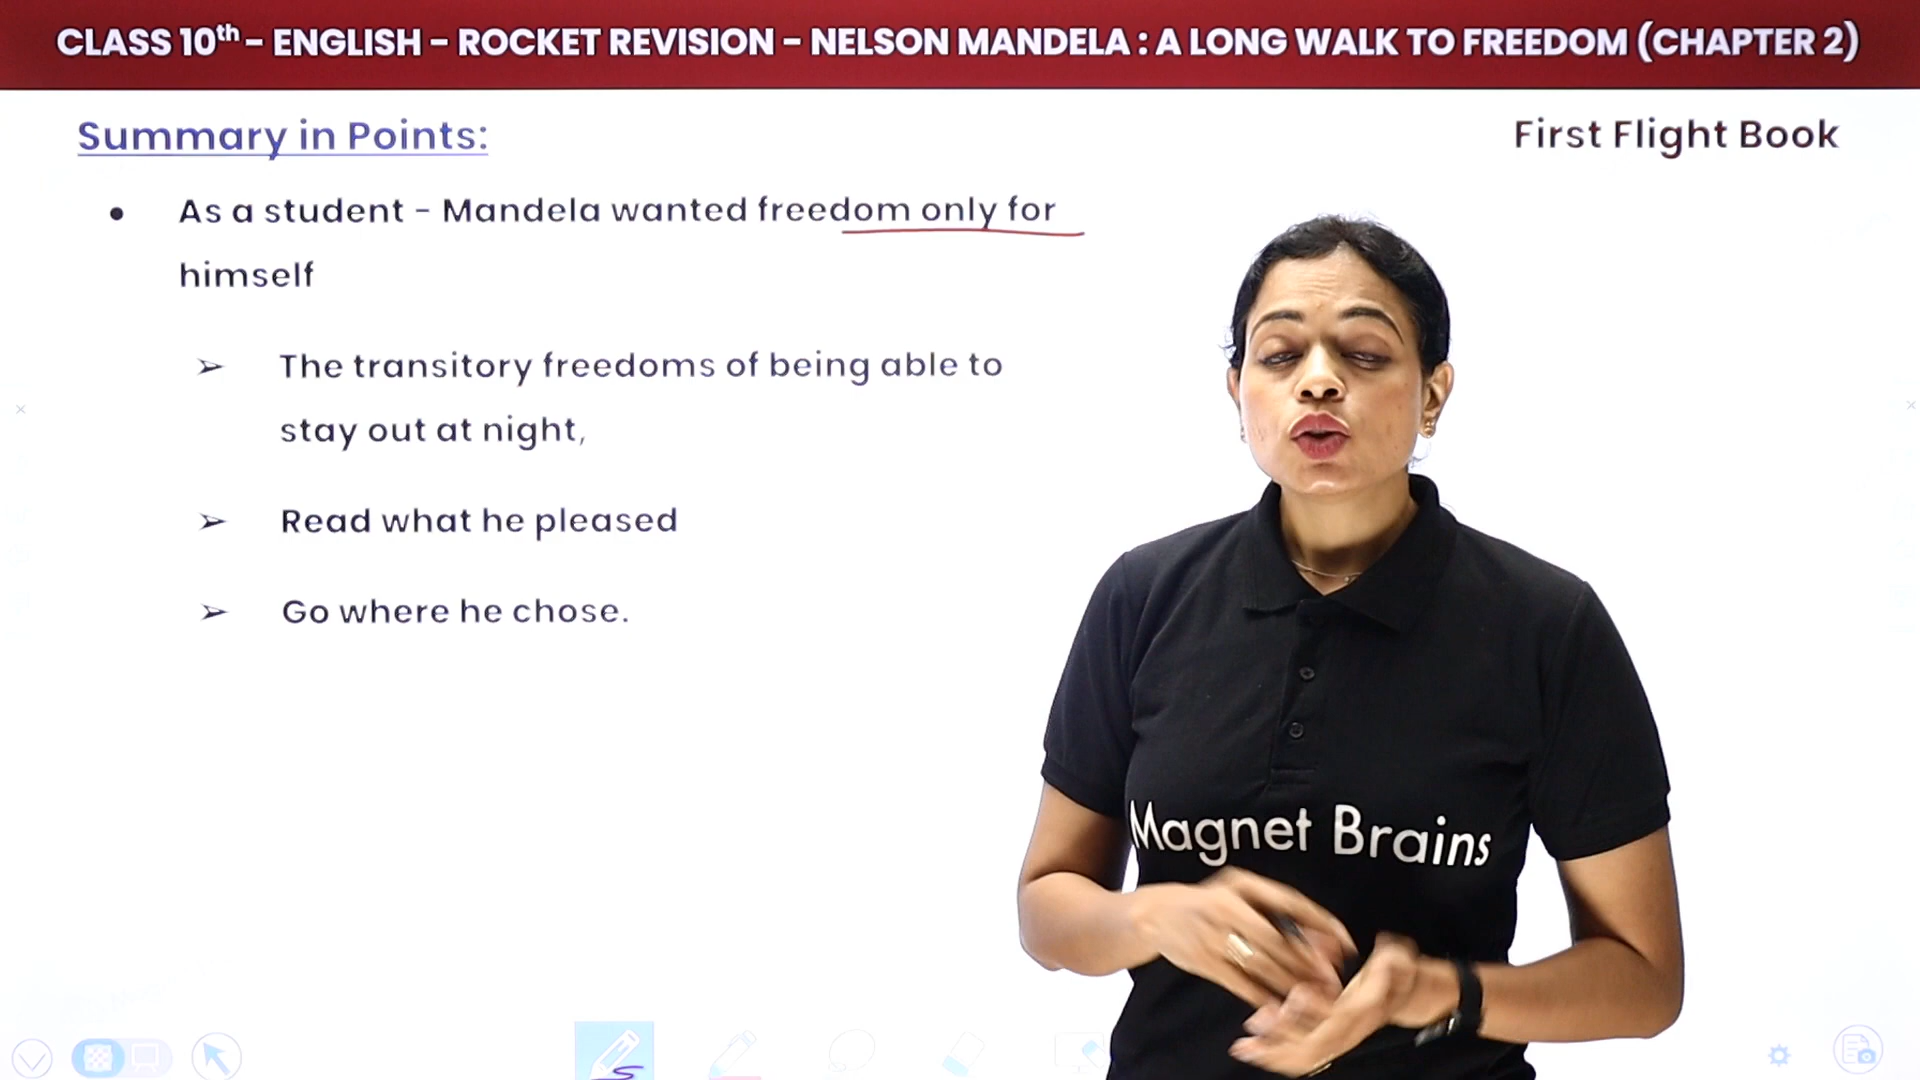 CLASS 10th - ENGLISH - ROCKET REVISION - NELSON MANDELA : A LONG WALK TO FREEDOM (CHAPTER 2)
Summary in Points:
First Flight Book
• As a student - Mandela wanted freedom only for
himself
➢ The transitory freedoms of being able to
stay out at night,
➢ Read what he pleased
➢ Go where he chose.
Magnet Brains